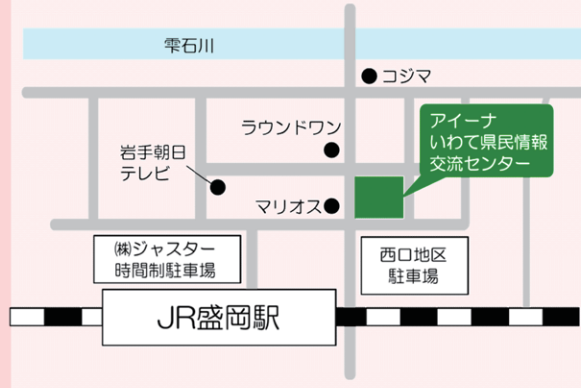 雫石川
コジマ
ラウンドワン
アイーナ
いわて県民情報
交流センター
岩手朝日
テレビ
マリオス
㈱ジャスター
時間制駐車場
西口地区
駐車場
JR盛岡駅